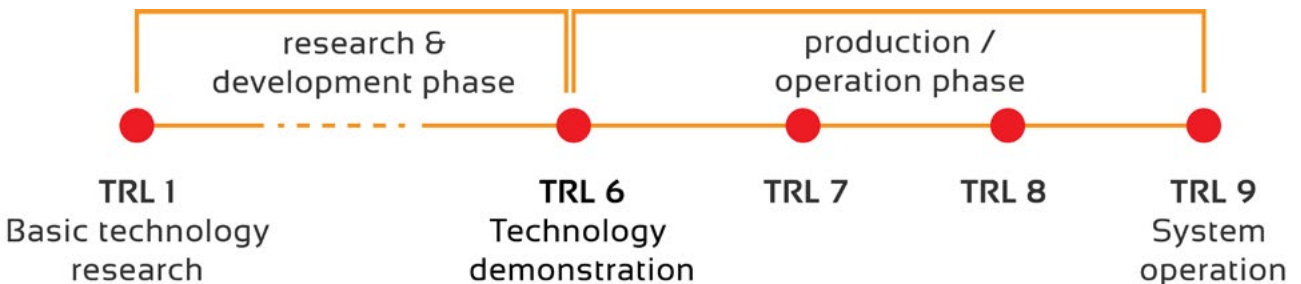 research &
development phase
production /
operation phase
TRL 1
Basic technology
research
TRL 6
Technology
demonstration
TRL 7
TRL 8
TRL 9
System
operation